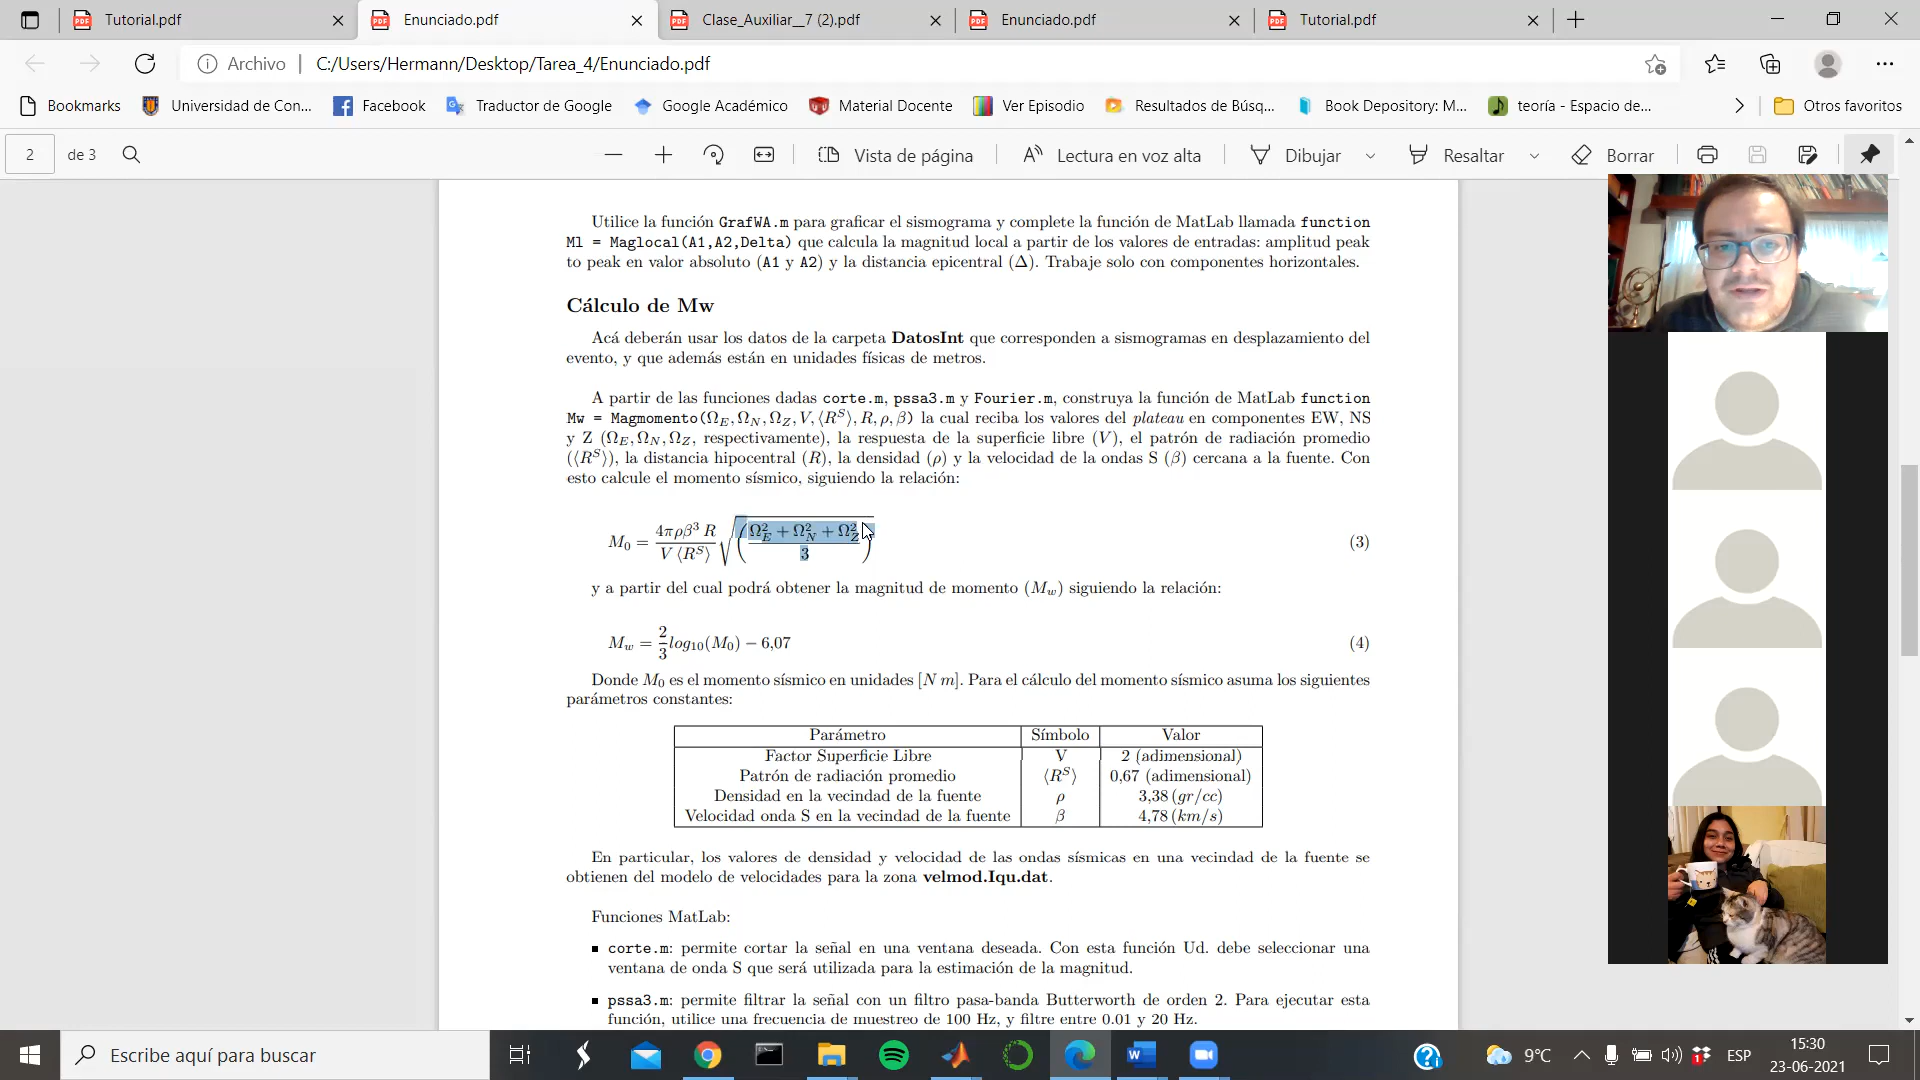 Tutorial.pdf
Enunciado.pdf
Clase_Auxiliar__7 (2).pdf
Enunciado.pdf
Tutorial.pdf
Archivo
C:/Users/Hermann/Desktop/Tarea_4/Enunciado.pdf
Bookmarks
Universidad de Con...
Facebook
Traductor de Google
Google Académico
Material Docente
Ver Episodio
Resultados de Búsq...
Book Depository: M...
teoría - Espacio de...
Otros favoritos
2 de 3
Vista de página
Lectura en voz alta
Dibujar
Resaltar
Borrar
Utilice la función GrafWA.m para graficar el sismograma y complete la función de MatLab llamada function
Ml = Maglocal(A1,A2,Delta) que calcula la magnitud local a partir de los valores de entradas: amplitud peak
to peak en valor absoluto (A1 y A2) y la distancia epicentral (Δ). Trabaje solo con componentes horizontales.
Cálculo de Mw
Acá deberán usar los datos de la carpeta DatosInt que corresponden a sismogramas en desplazamiento del
evento, y que además están en unidades físicas de metros.
A partir de las funciones dadas corte.m, pssa3.m y Fourier.m, construya la función de MatLab function
Mw = Magmomento(Ω_E, Ω_N, Ω_Z, V, ⟨R^S⟩, R, ρ, β) la cual reciba los valores del plateau en componentes EW, NS
y Z (Ω_E, Ω_N, Ω_Z, respectivamente), la respuesta de la superficie libre (V), el patrón de radiación promedio
(⟨R^S⟩), la distancia hipocentral (R), la densidad (ρ) y la velocidad de la ondas S (β) cercana a la fuente. Con
esto calcule el momento sísmico, siguiendo la relación:
M_0 = 4πρβ^3 R / V ⟨R^S⟩ √((Ω_E^2 + Ω_N^2 + Ω_Z^2) / 3) (3)
y a partir del cual podrá obtener la magnitud de momento (M_w) siguiendo la relación:
M_w = 2/3 log_10(M_0) − 6,07 (4)
Donde M_0 es el momento sísmico en unidades [N m]. Para el cálculo del momento sísmico asuma los siguientes
parámetros constantes:
Parámetro Símbolo Valor
Factor Superficie Libre V 2 (adimensional)
Patrón de radiación promedio ⟨R^S⟩ 0,67 (adimensional)
Densidad en la vecindad de la fuente ρ 3,38 (gr/cc)
Velocidad onda S en la vecindad de la fuente β 4,78 (km/s)
En particular, los valores de densidad y velocidad de las ondas sísmicas en una vecindad de la fuente se
obtienen del modelo de velocidades para la zona velmod.Iqu.dat.
Funciones MatLab:
▪ corte.m: permite cortar la señal en una ventana deseada. Con esta función Ud. debe seleccionar una
ventana de onda S que será utilizada para la estimación de la magnitud.
▪ pssa3.m: permite filtrar la señal con un filtro pasa-banda Butterworth de orden 2. Para ejecutar esta
función, utilice una frecuencia de muestreo de 100 Hz, y filtre entre 0.01 y 20 Hz.
Escribe aquí para buscar
9°C
1
ESP
15:30
23-06-2021